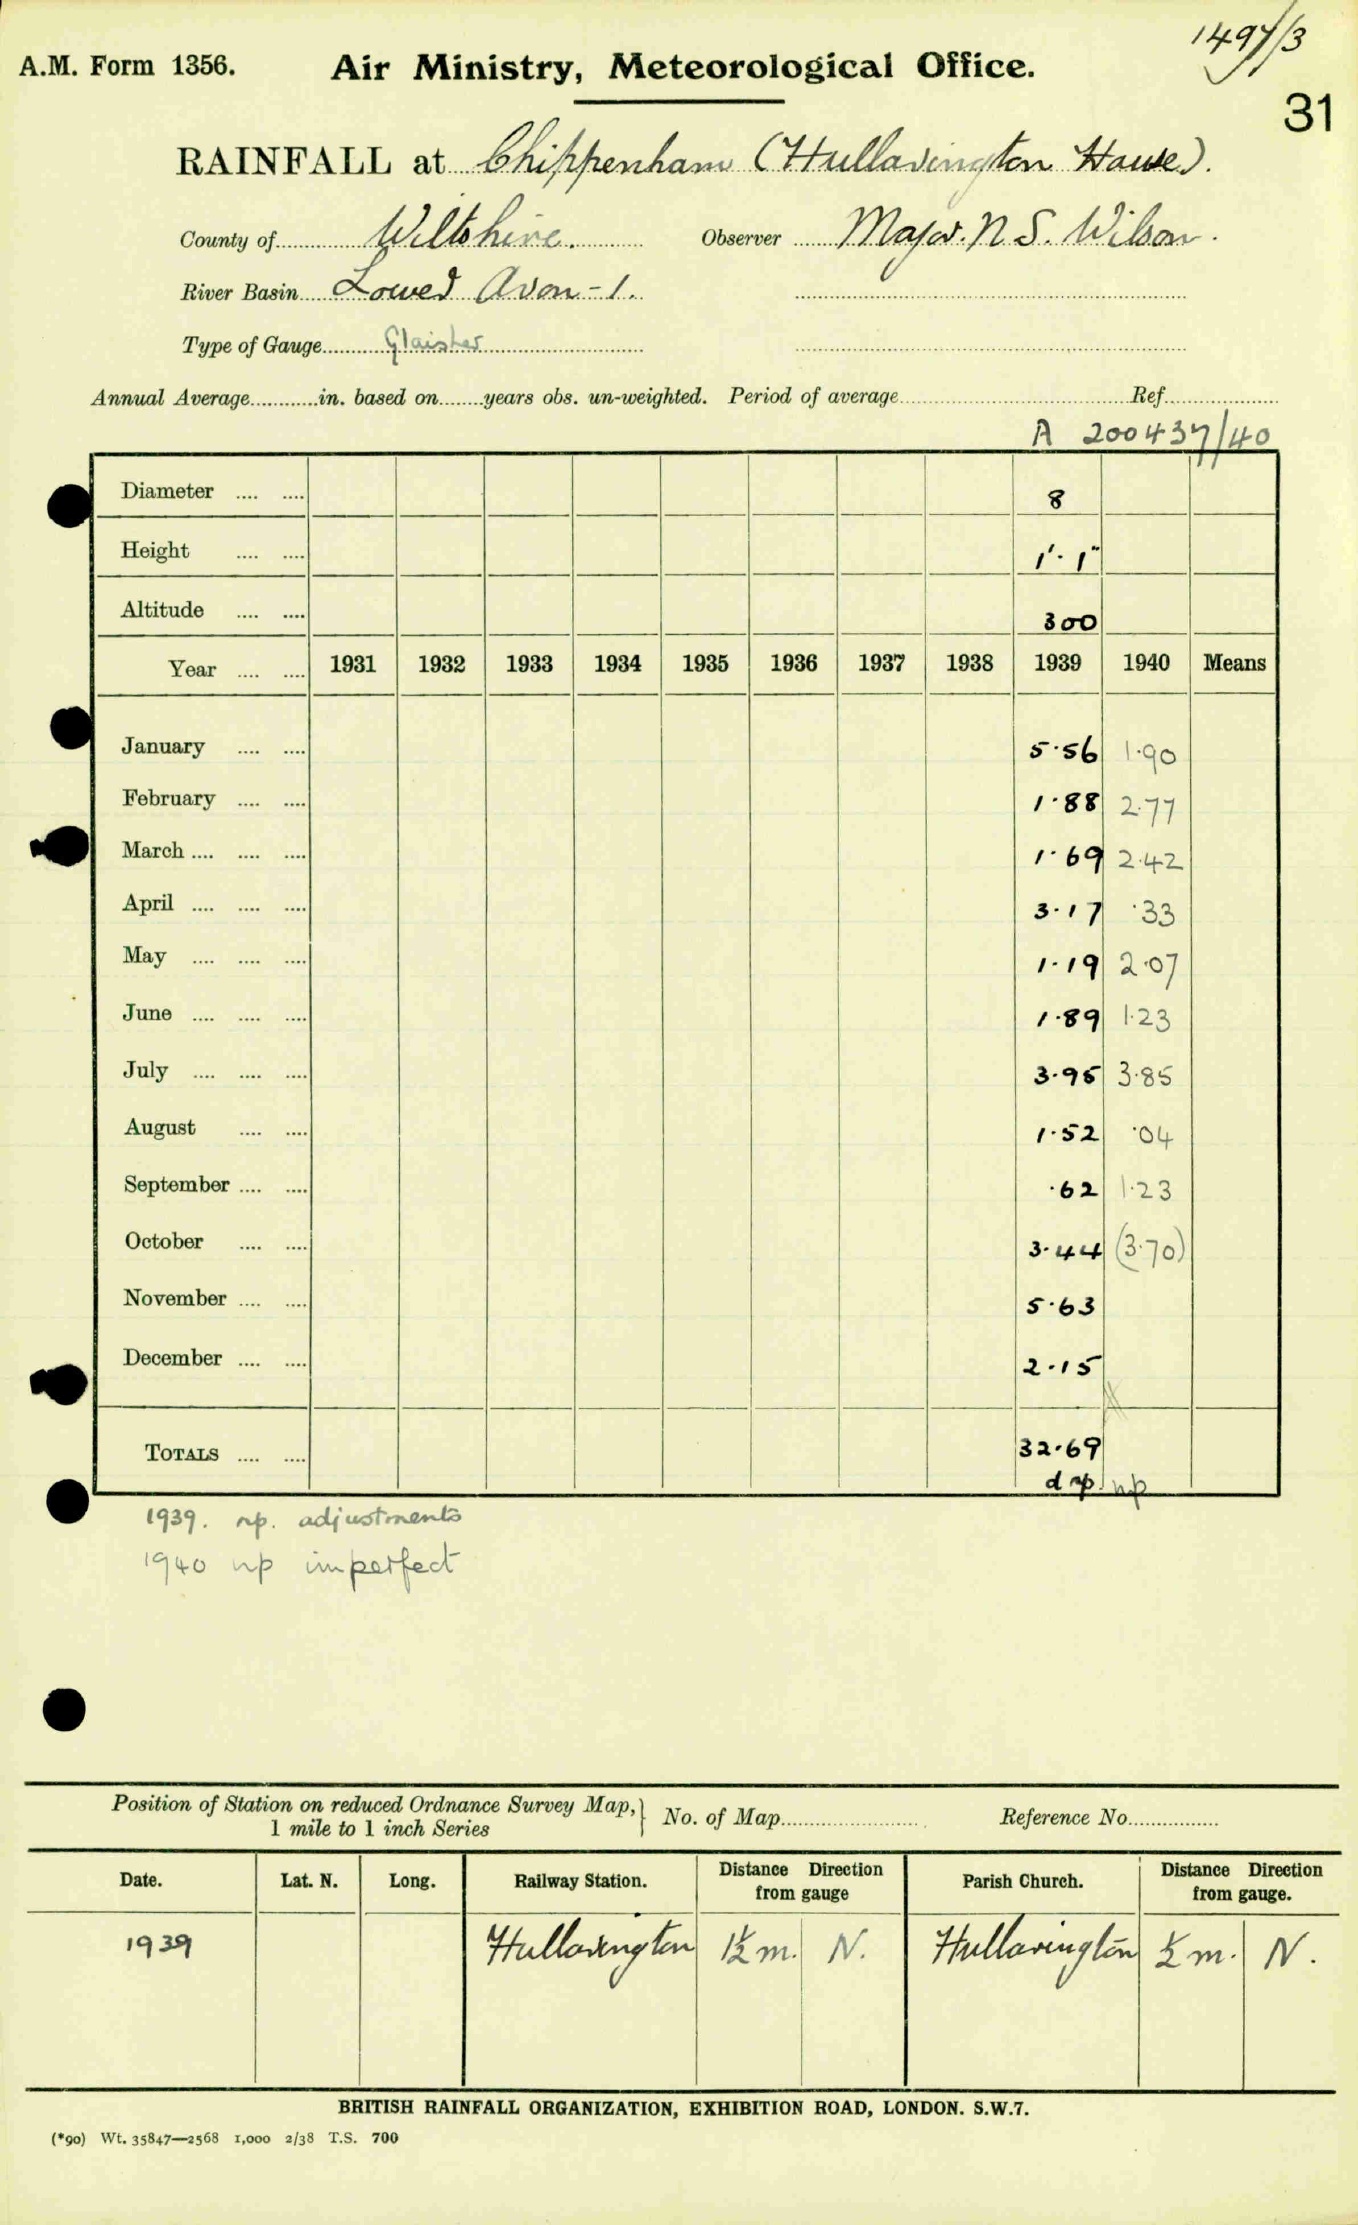 1497/3
A.M. Form 1356. Air Ministry, Meteorological Office.
31
RAINFALL at Chippenham (Hullavington House).
County of Wiltshire. Observer Major. N S. Wilson.
River Basin Lower Avon - 1.
Type of Gauge Glaisher
Annual Average............in. based on.......years obs. un-weighted. Period of average..........Ref..........
A 200437/40
Diameter .... .... 8
Height .... .... 1'. 1"
Altitude .... .... 300
Year .... .... 1931 1932 1933 1934 1935 1936 1937 1938 1939 1940 Means
January .... .... 5.56 1.90
February .... .... 1.88 2.77
March .... .... .... 1.69 2.42
April .... .... .... 3.17 .33
May .... .... .... 1.19 2.07
June .... .... .... 1.89 1.23
July .... .... .... 3.95 3.85
August .... .... 1.52 .04
September .... .... .62 1.23
October .... .... 3.44 (3.70)
November .... .... 5.63
December .... .... 2.15
TOTALS .... .... 32.69
d np np
1939. np. adjustments
1940 np imperfect
Position of Station on reduced Ordnance Survey Map, 1 mile to 1 inch Series } No. of Map.......... Reference No..........
Date. Lat. N. Long. Railway Station. Distance Direction from gauge Parish Church. Distance Direction from gauge.
1939 Hullavington 1½ m. N. Hullavington ½ m. N.
BRITISH RAINFALL ORGANIZATION, EXHIBITION ROAD, LONDON. S.W.7.
(*90) Wt. 35847—2568 1,000 2/38 T.S. 700